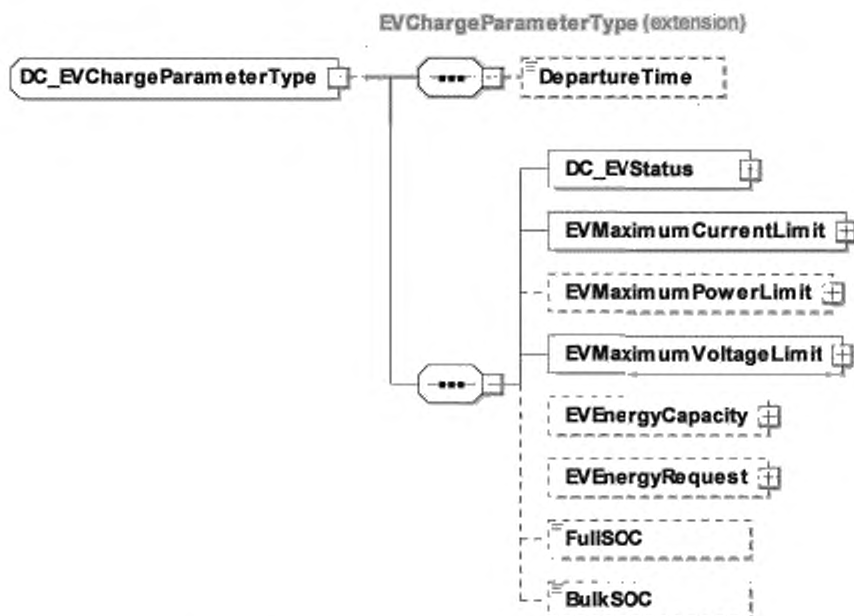 EVChargeParameterType (extension)
DC_EVChargeParameterType
DepartureTime
DC_EVStatus
EVMaximumCurrentLimit
EVMaximumPowerLimit
EVMaximumVoltageLimit
EVEnergyCapacity
EVEnergyRequest
FullSOC
BulkSOC